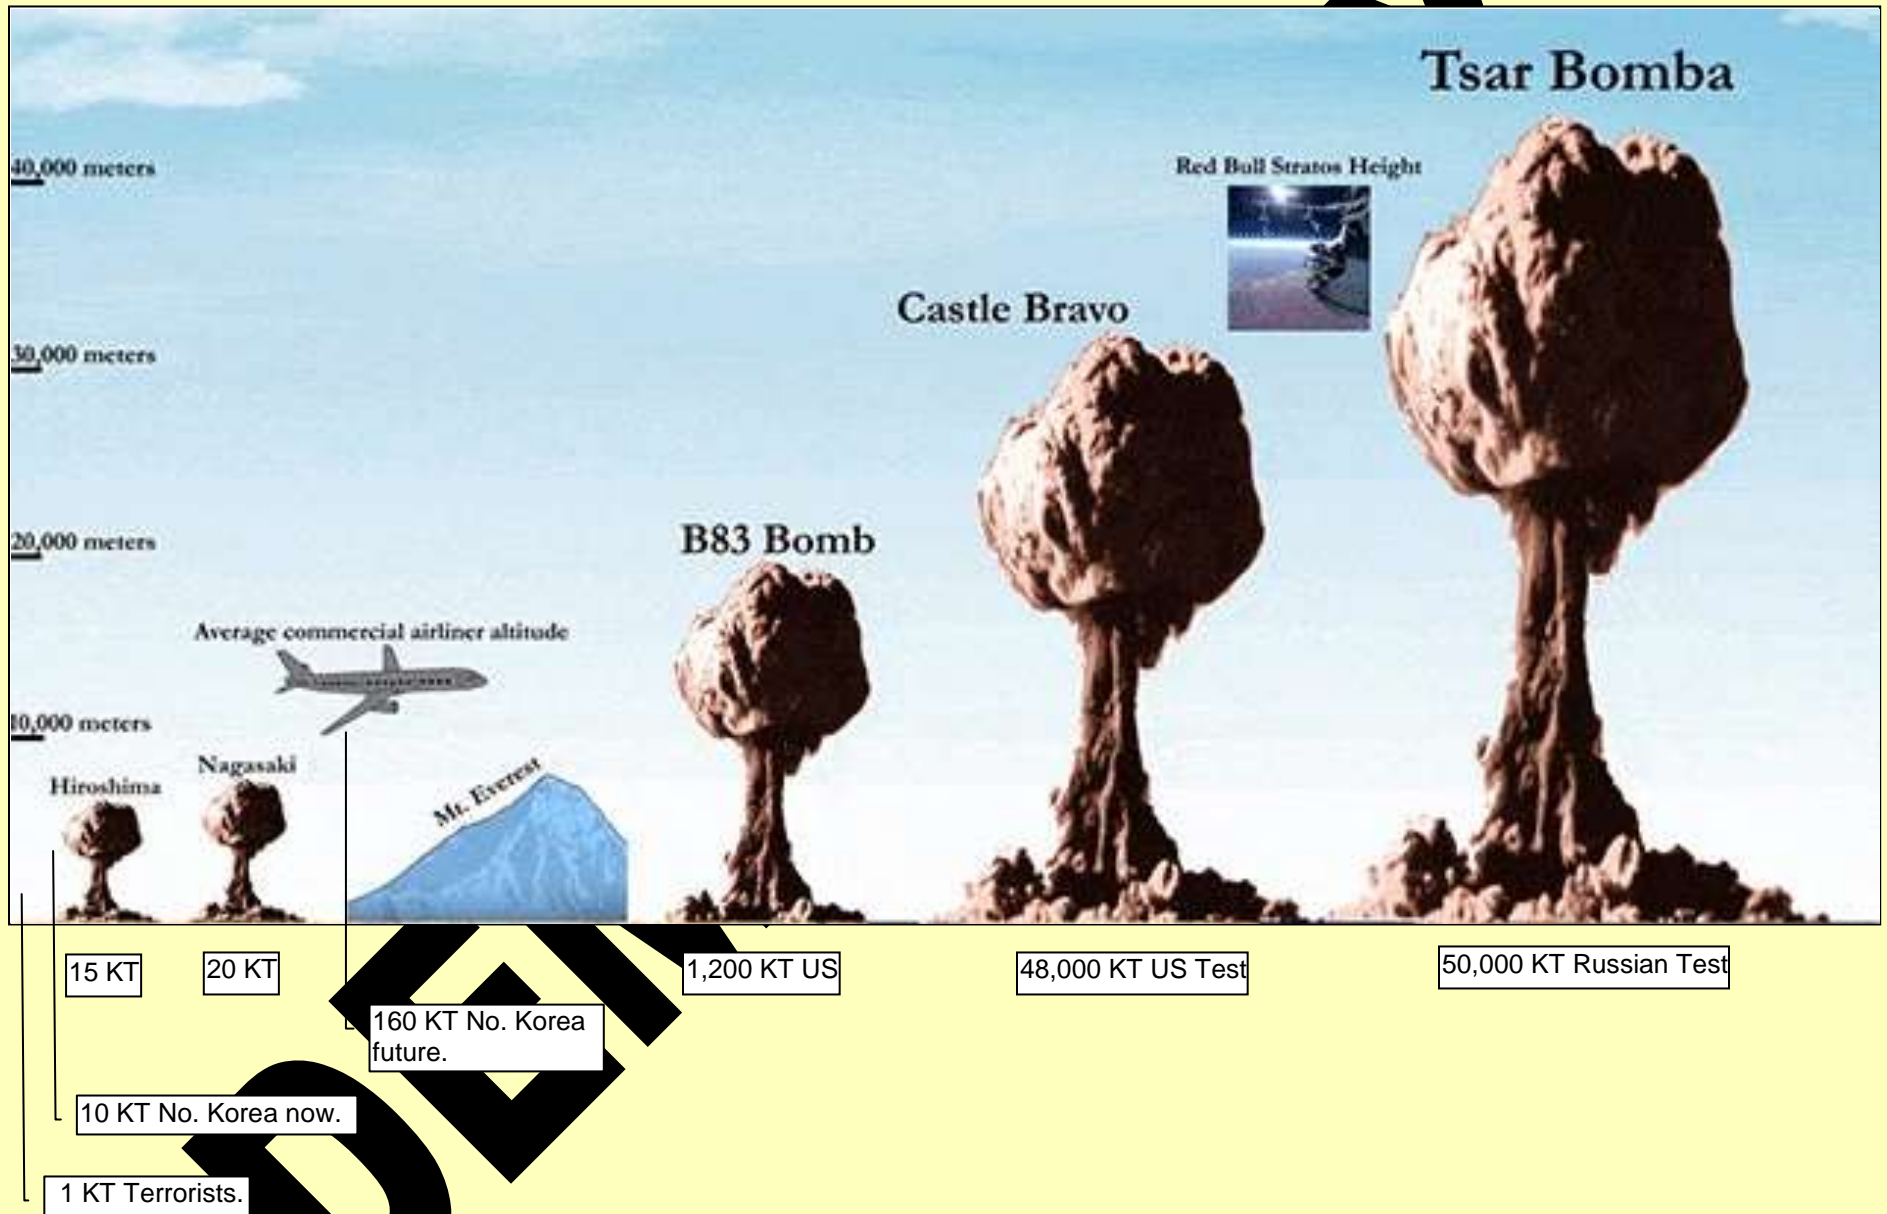 Tsar Bomba
40,000 meters
Red Bull Stratos Height
Castle Bravo
30,000 meters
B83 Bomb
20,000 meters
Average commercial airliner altitude
10,000 meters
Mt. Everest
Nagasaki
Hiroshima
15 KT
20 KT
1,200 KT US
48,000 KT US Test
50,000 KT Russian Test
160 KT No. Korea
future.
10 KT No. Korea now.
1 KT Terrorists.